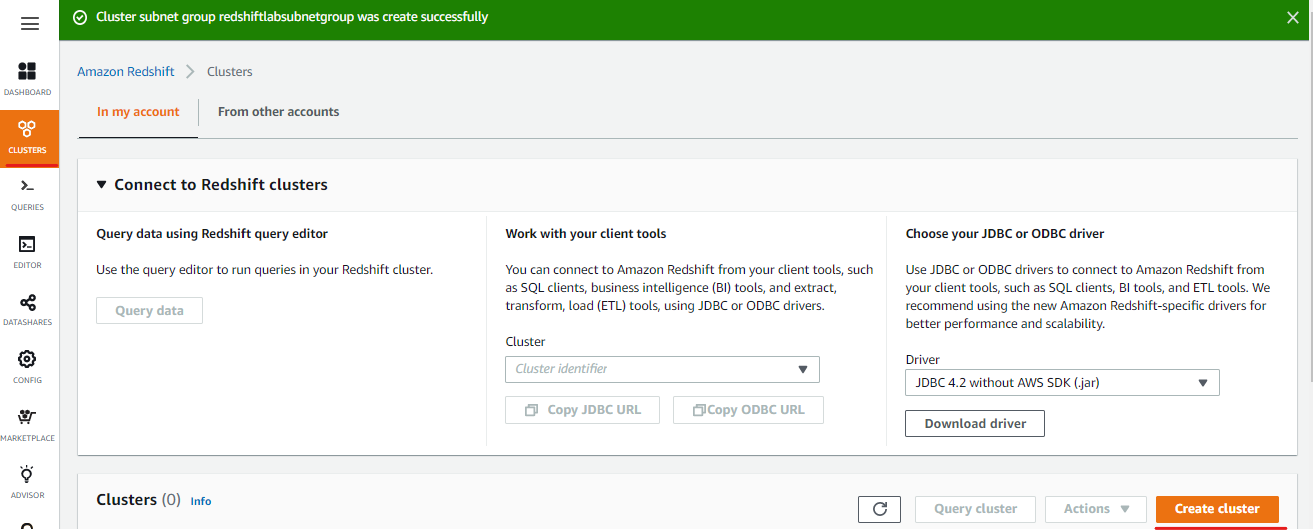 Cluster subnet group redshiftlabsubnetgroup was create successfully
DASHBOARD
CLUSTERS
QUERIES
EDITOR
DATASHARES
CONFIG
MARKETPLACE
ADVISOR
Amazon Redshift
Clusters
In my account
From other accounts
Connect to Redshift clusters
Query data using Redshift query editor
Use the query editor to run queries in your Redshift cluster.
Query data
Work with your client tools
You can connect to Amazon Redshift from your client tools, such
as SQL clients, business intelligence (BI) tools, and extract,
transform, load (ETL) tools, using JDBC or ODBC drivers.
Cluster
Cluster identifier
Copy JDBC URL
Copy ODBC URL
Choose your JDBC or ODBC driver
Use JDBC or ODBC drivers to connect to Amazon Redshift from
your client tools, such as SQL clients, BI tools, and ETL tools. We
recommend using the new Amazon Redshift-specific drivers for
better performance and scalability.
Driver
JDBC 4.2 without AWS SDK (.jar)
Download driver
Clusters (0) Info
Query cluster
Actions
Create cluster